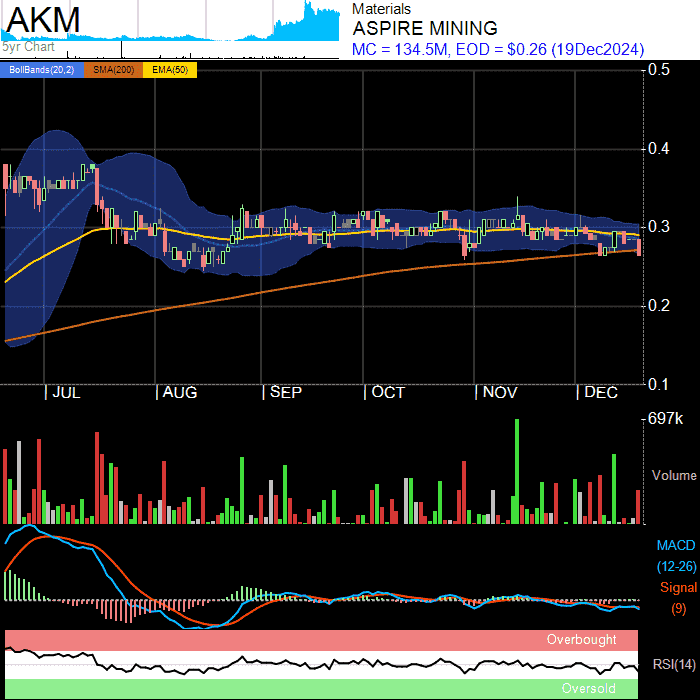 AKM
5yr Chart
Materials
ASPIRE MINING
MC = 134.5M, EOD = $0.26 (19Dec2024)
BollBands(20,2) SMA(200) EMA(50)
0.5
0.4
0.3
0.2
0.1
JUL AUG SEP OCT NOV DEC
697k
Volume
MACD
(12-26)
Signal
(9)
Overbought
RSI(14)
Oversold